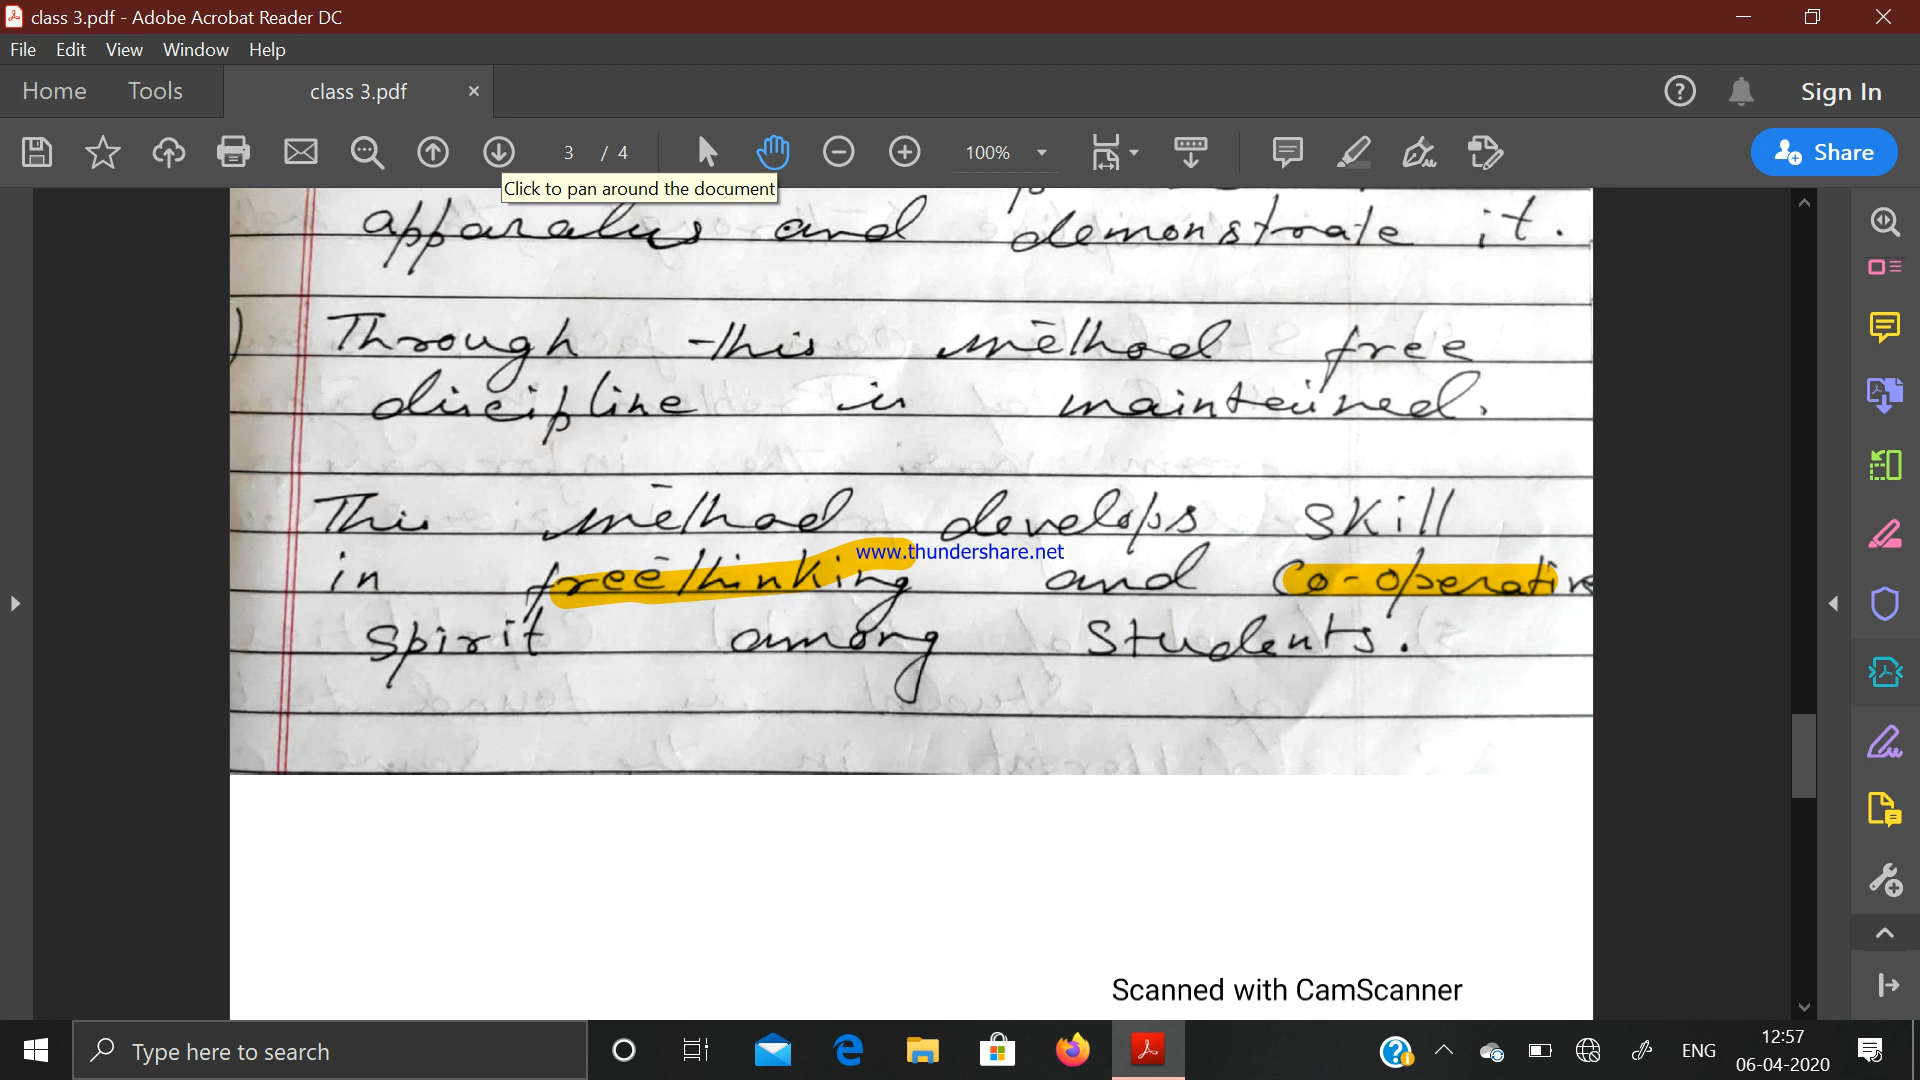 class 3.pdf - Adobe Acrobat Reader DC
File Edit View Window Help
Home Tools class 3.pdf × Sign In
3 / 4 100% Share
Click to pan around the document
apparatus and demonstrate it.
) Through this method free
discipline is maintained.
This method develops skill
www.thundershare.net
in freethinking and Co-operative
spirit among students.
Scanned with CamScanner
Type here to search
ENG
12:57
06-04-2020